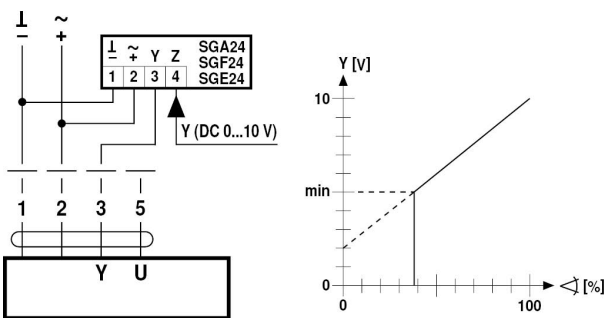 ⊥ ~
– +
⊥ ~ Y Z
– +
1 2 3 4
SGA24
SGF24
SGE24
Y (DC 0...10 V)
1 2 3 5
Y U
Y [V]
10
min
0
0 100
[%]